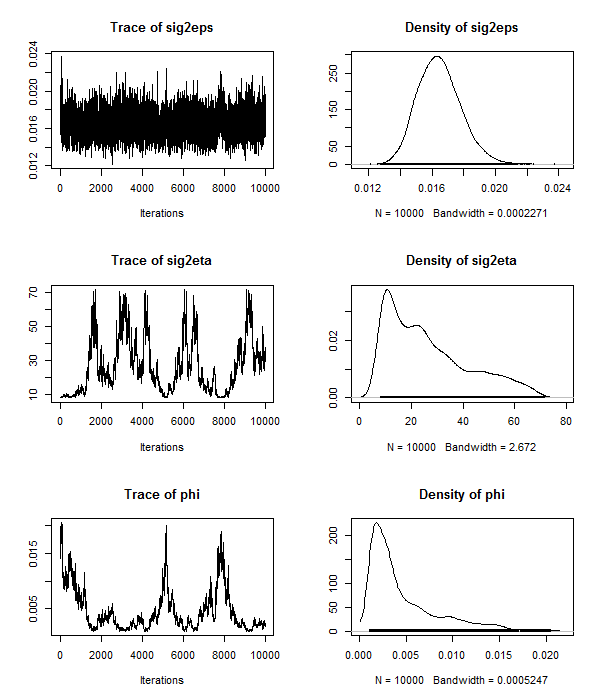 Trace of sig2eps
0.012 0.016 0.020 0.024
0 2000 4000 6000 8000 10000
Iterations
Density of sig2eps
0 50 150 250
0.012 0.016 0.020 0.024
N = 10000 Bandwidth = 0.0002271
Trace of sig2eta
10 30 50 70
0 2000 4000 6000 8000 10000
Iterations
Density of sig2eta
0.00 0.02
0 20 40 60 80
N = 10000 Bandwidth = 2.672
Trace of phi
0.005 0.015
0 2000 4000 6000 8000 10000
Iterations
Density of phi
0 50 100 200
0.000 0.005 0.010 0.015 0.020
N = 10000 Bandwidth = 0.0005247